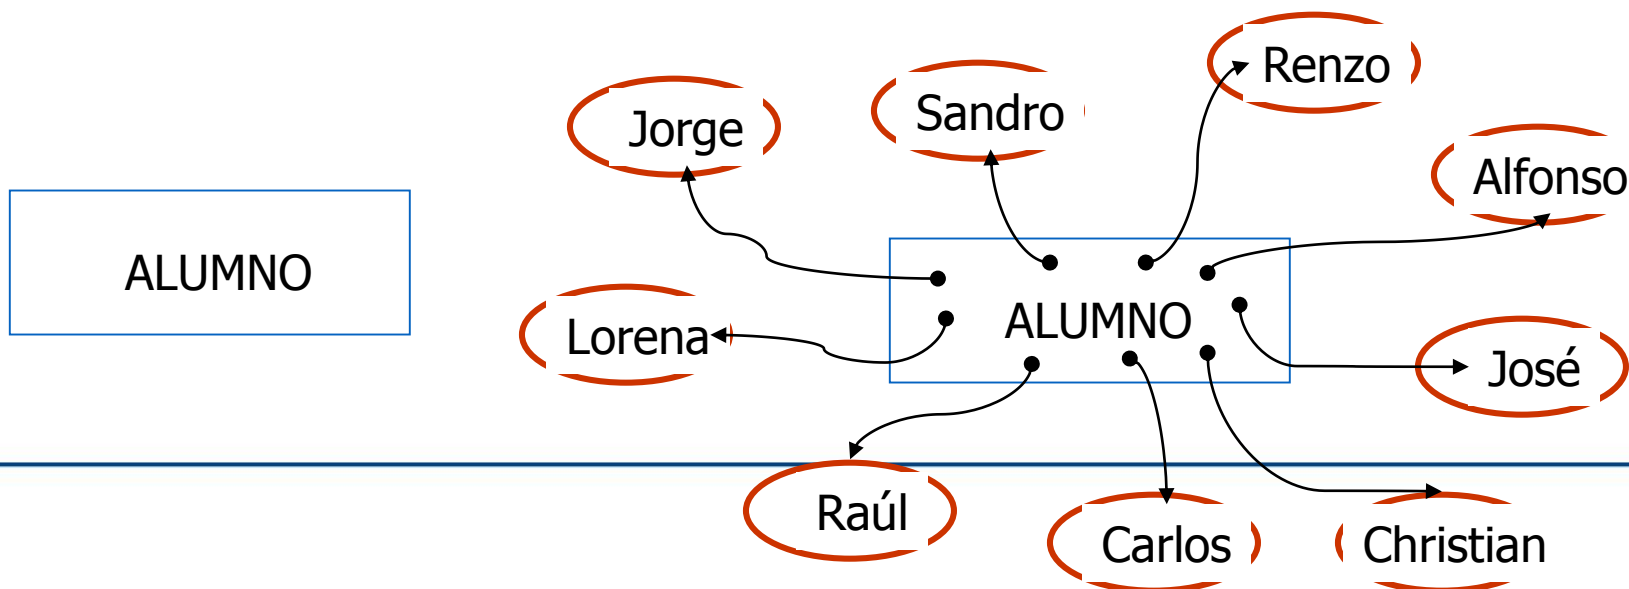 Renzo
Sandro
Jorge
Alfonso
ALUMNO
ALUMNO
Lorena
José
Raúl
Carlos
Christian